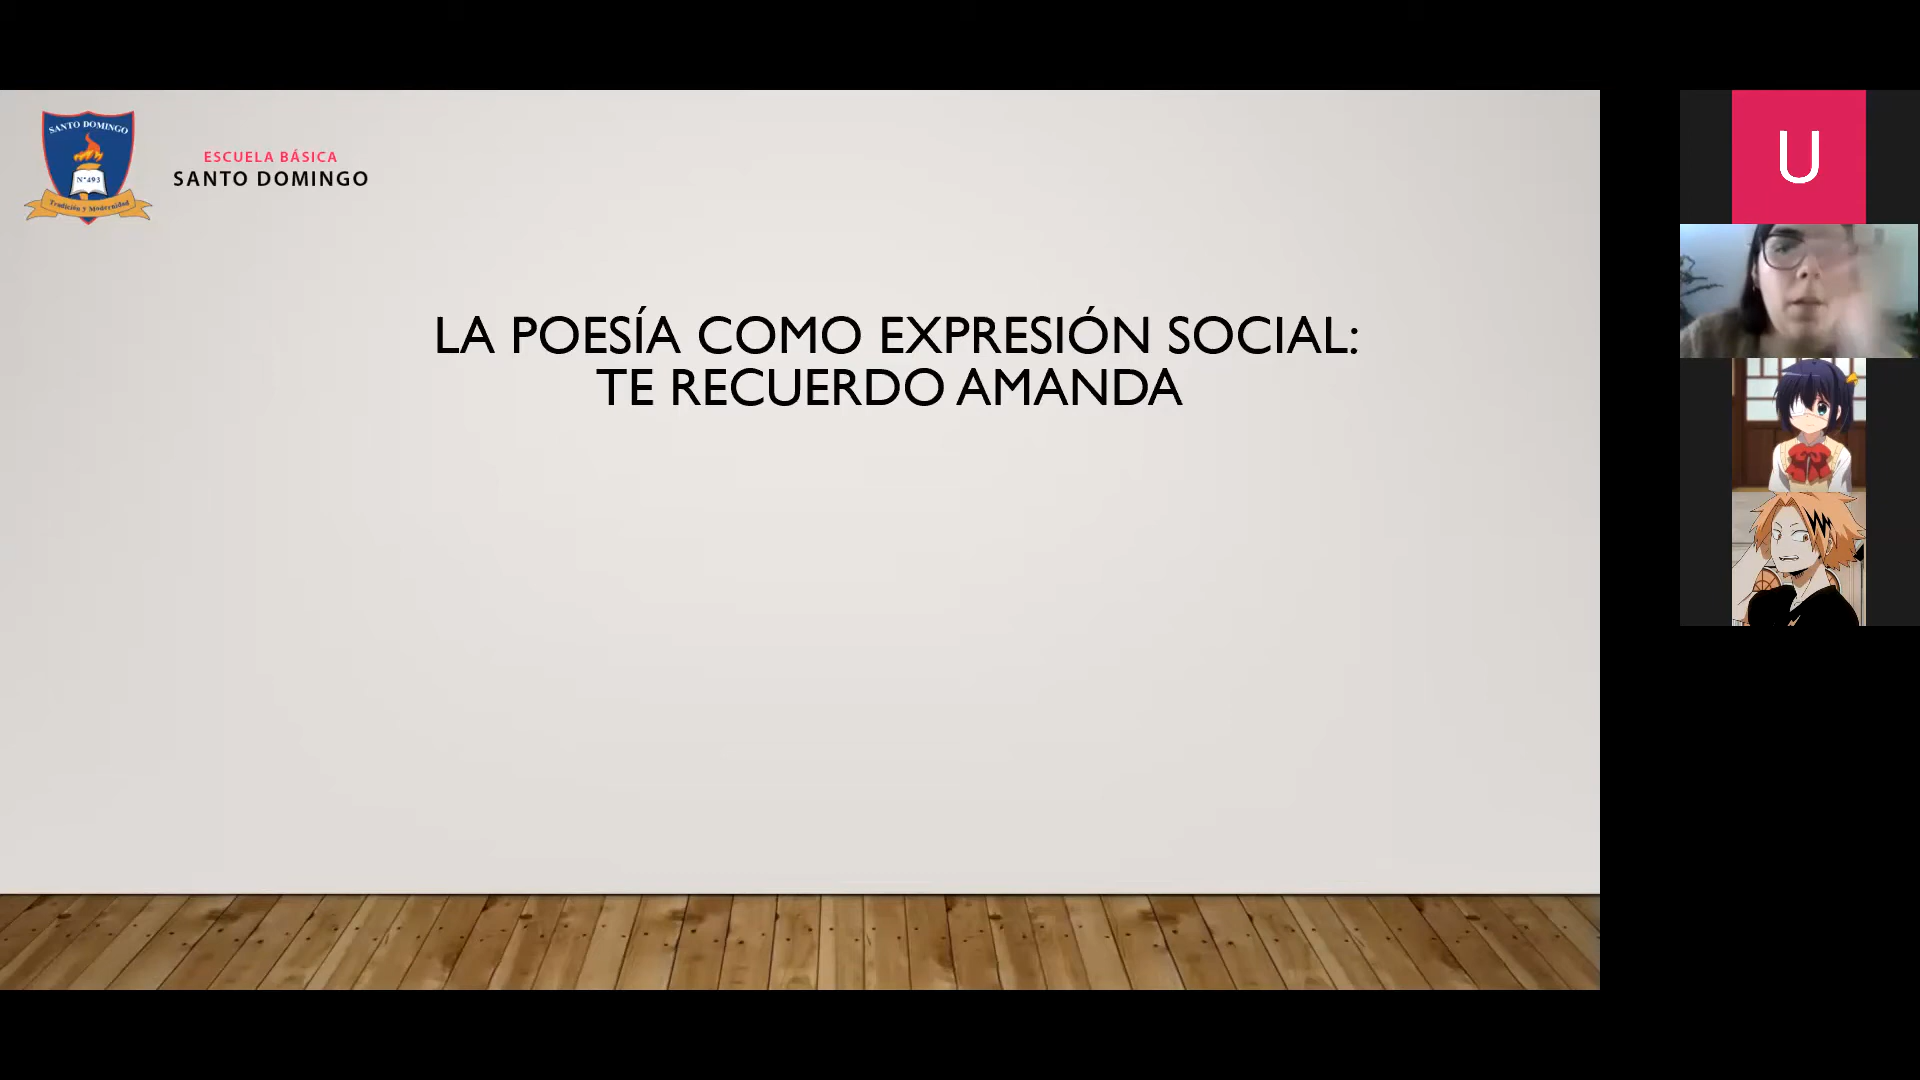 SANTO DOMINGO
N°493
Tradición y Modernidad
ESCUELA BÁSICA
SANTO DOMINGO
LA POESÍA COMO EXPRESIÓN SOCIAL:
TE RECUERDO AMANDA
U